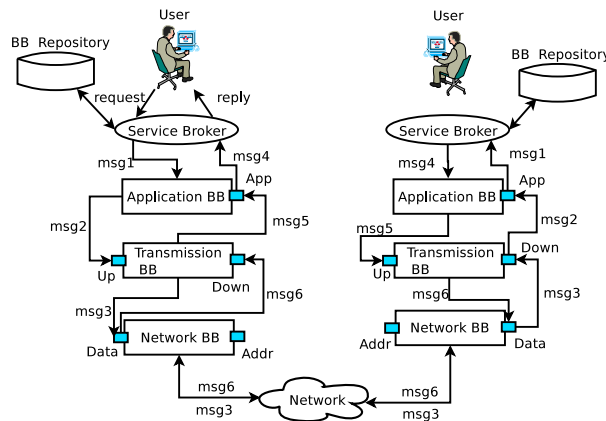 User
User
BB Repository
BB Repository
request
reply
Service Broker
Service Broker
msg1
msg4
msg4
msg1
App
App
Application BB
Application BB
msg2
msg5
msg5
msg2
Transmission
BB
Transmission
BB
Up
Down
Up
Down
msg3
msg6
msg6
msg3
Network BB
Network BB
Data
Addr
Addr
Data
msg6
msg3
Network
msg6
msg3